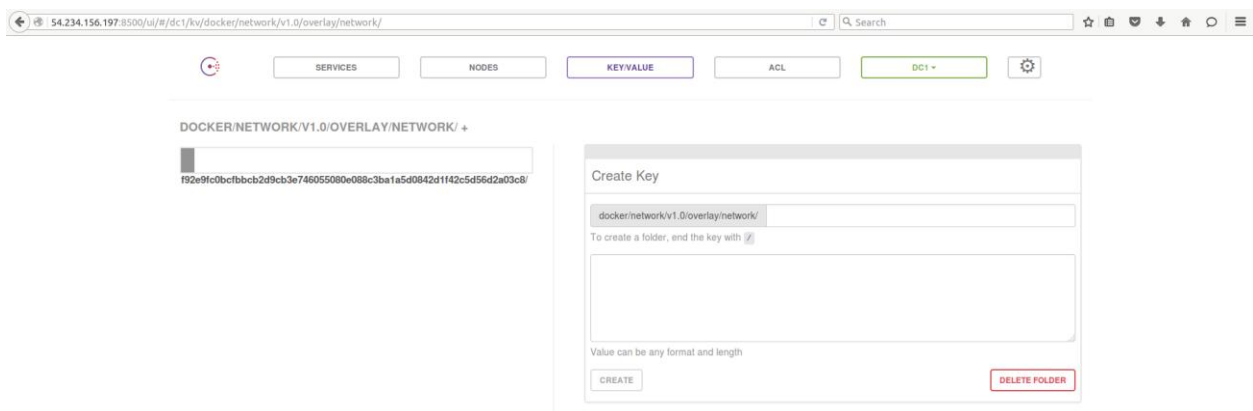 54.234.156.197:8500/ui/#/dc1/kv/docker/network/v1.0/overlay/network/
Search
SERVICES
NODES
KEY/VALUE
ACL
DC1
DOCKER/NETWORK/V1.0/OVERLAY/NETWORK/ +
f92e9fc0bcfbbcb2d9cb3e746055080e088c3ba1a5d0842d1f42c5d56d2a03c8/
Create Key
docker/network/v1.0/overlay/network/
To create a folder, end the key with /
Value can be any format and length
CREATE
DELETE FOLDER